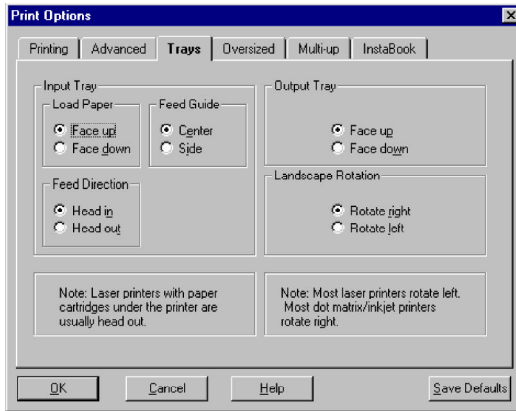 Print Options
Printing Advanced Trays Oversized Multi-up InstaBook
Input Tray
Load Paper
Face up
Face down
Feed Guide
Center
Side
Feed Direction
Head in
Head out
Output Tray
Face up
Face down
Landscape Rotation
Rotate right
Rotate left
Note: Laser printers with paper
cartridges under the printer are
usually head out.
Note: Most laser printers rotate left.
Most dot matrix/inkjet printers
rotate right.
OK Cancel Help Save Defaults